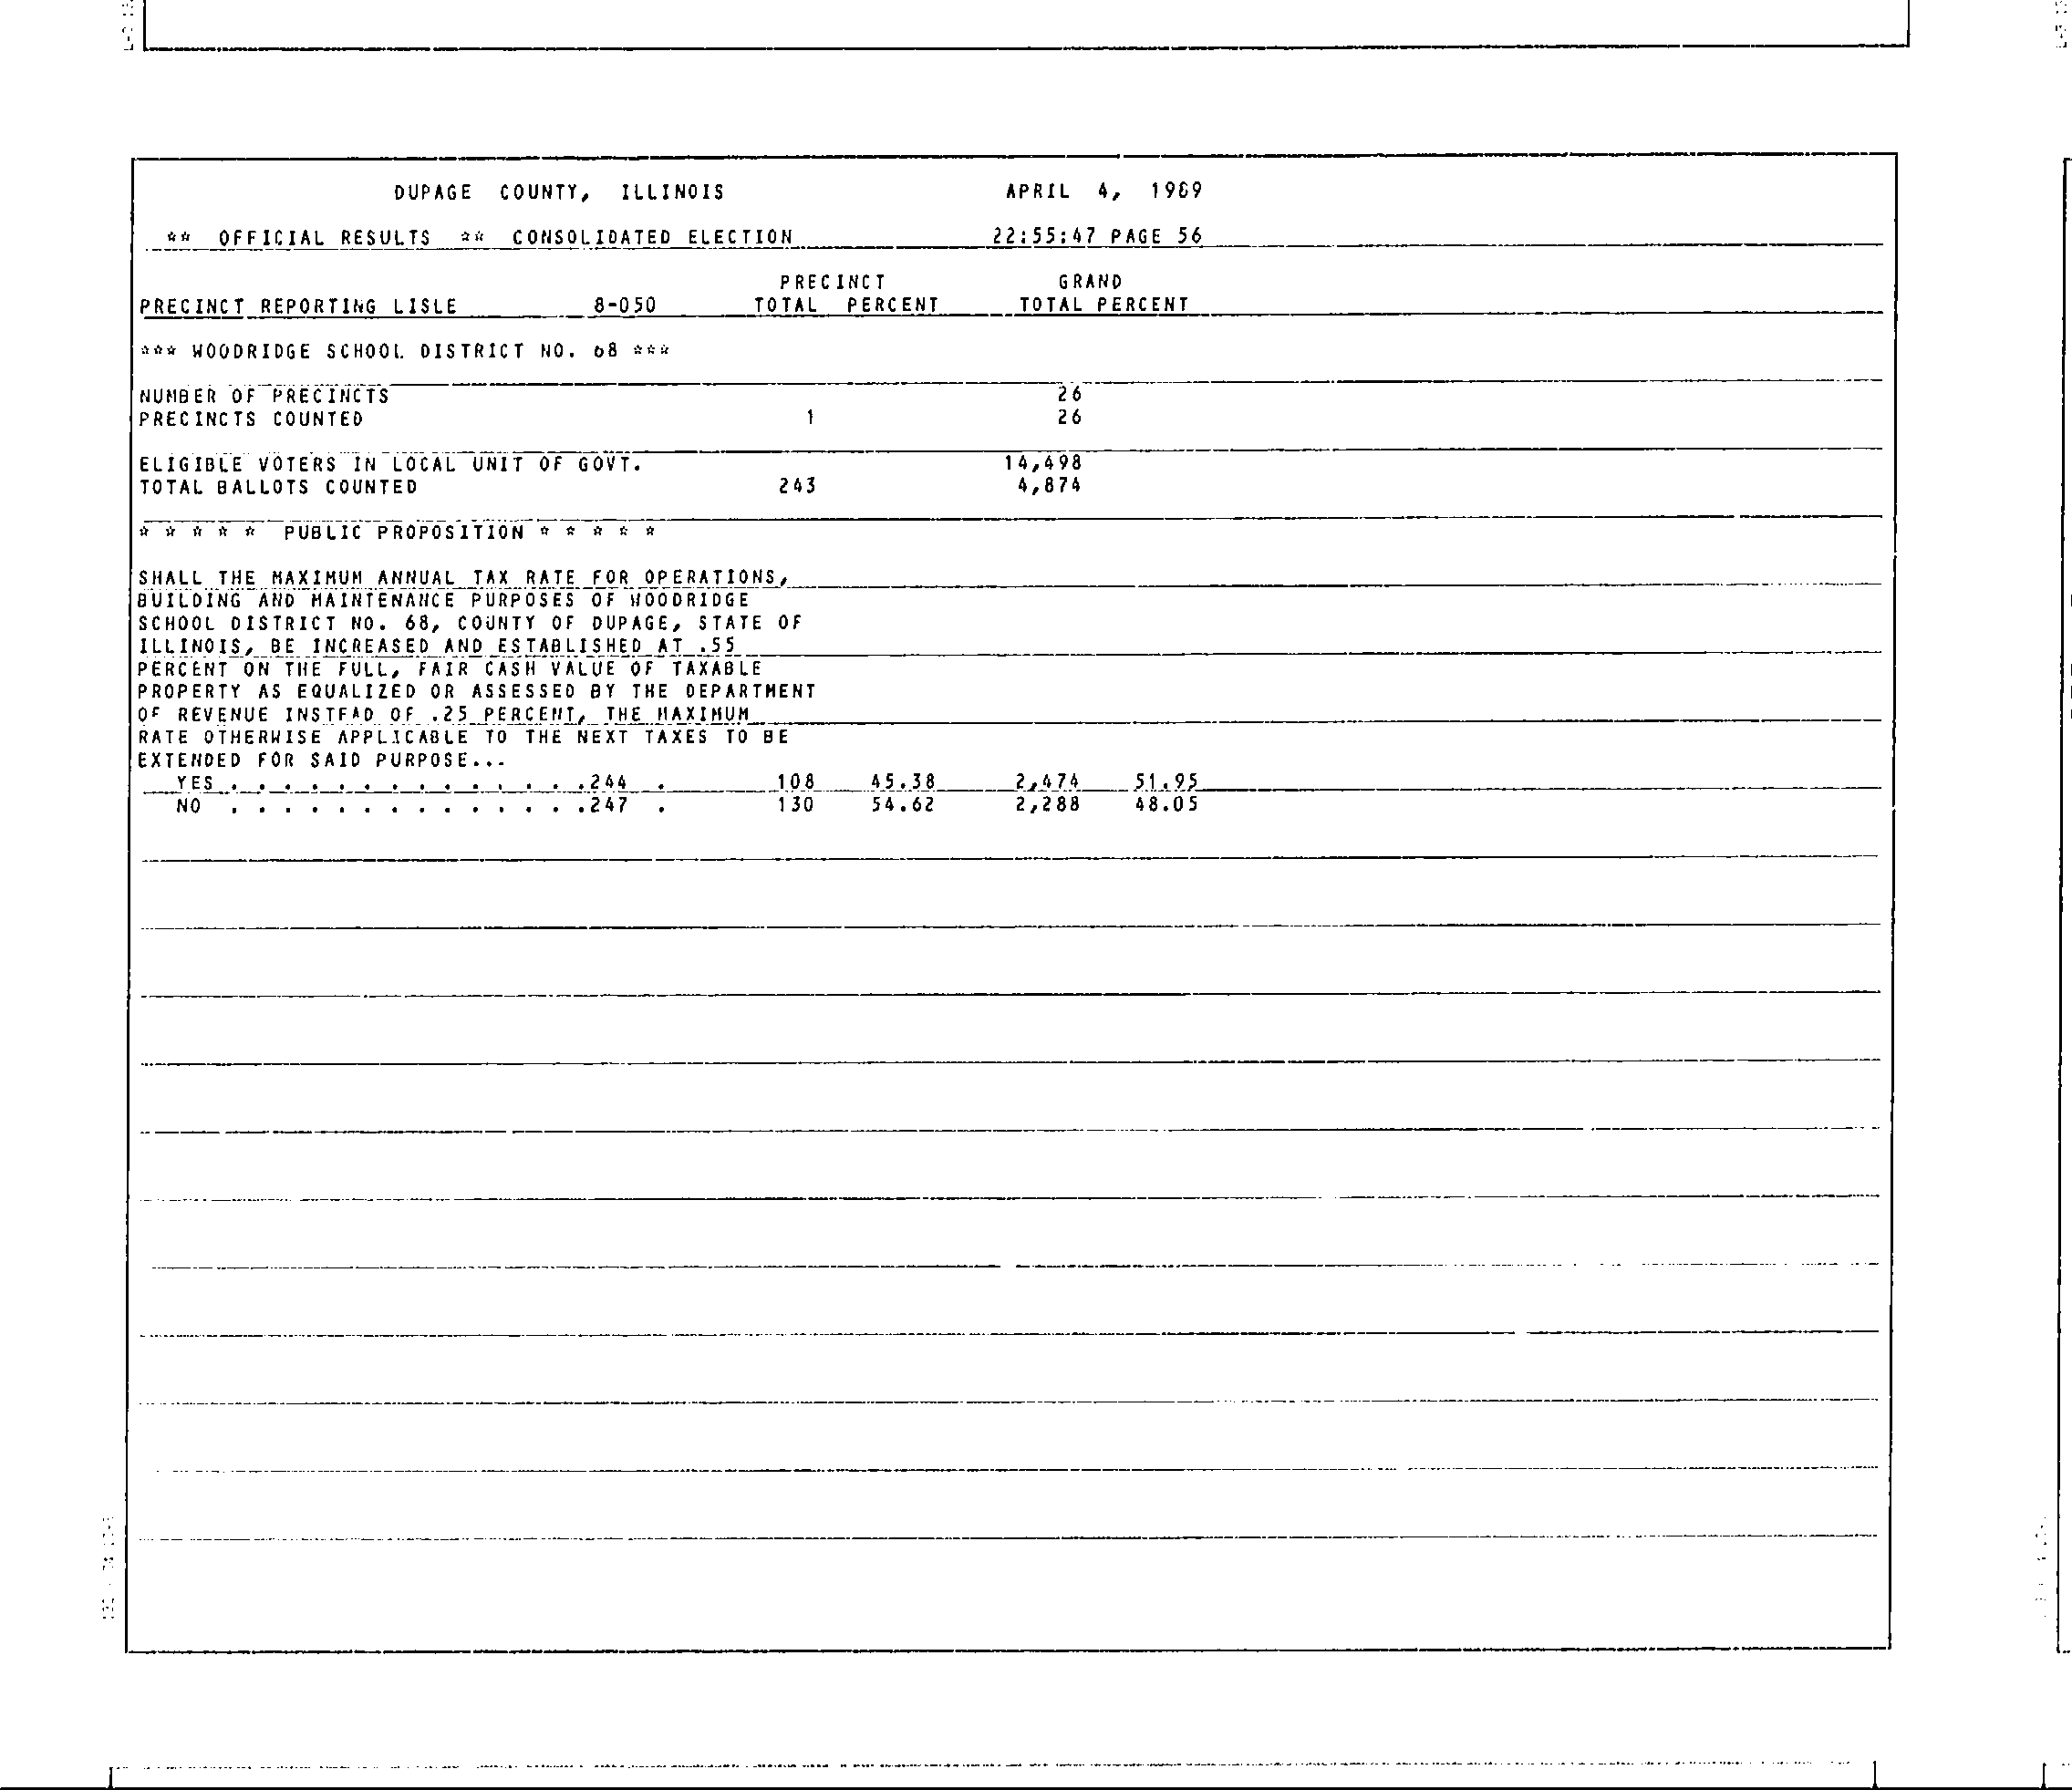 DUPAGE COUNTY, ILLINOIS APRIL 4, 1989
** OFFICIAL RESULTS ** CONSOLIDATED ELECTION 22:55:47 PAGE 56
PRECINCT GRAND
PRECINCT REPORTING LISLE 8-050 TOTAL PERCENT TOTAL PERCENT
*** WOODRIDGE SCHOOL DISTRICT NO. 68 ***
NUMBER OF PRECINCTS 26
PRECINCTS COUNTED 1 26
ELIGIBLE VOTERS IN LOCAL UNIT OF GOVT. 14,498
TOTAL BALLOTS COUNTED 243 4,874
* * * * * PUBLIC PROPOSITION * * * * *
SHALL THE MAXIMUM ANNUAL TAX RATE FOR OPERATIONS,
BUILDING AND MAINTENANCE PURPOSES OF WOODRIDGE
SCHOOL DISTRICT NO. 68, COUNTY OF DUPAGE, STATE OF
ILLINOIS, BE INCREASED AND ESTABLISHED AT .55
PERCENT ON THE FULL, FAIR CASH VALUE OF TAXABLE
PROPERTY AS EQUALIZED OR ASSESSED BY THE DEPARTMENT
OF REVENUE INSTEAD OF .25 PERCENT, THE MAXIMUM
RATE OTHERWISE APPLICABLE TO THE NEXT TAXES TO BE
EXTENDED FOR SAID PURPOSE...
YES . . . . . . . . . . . . . .244 . 108 45.38 2,474 51.95
NO . . . . . . . . . . . . . .247 . 130 54.62 2,288 48.05